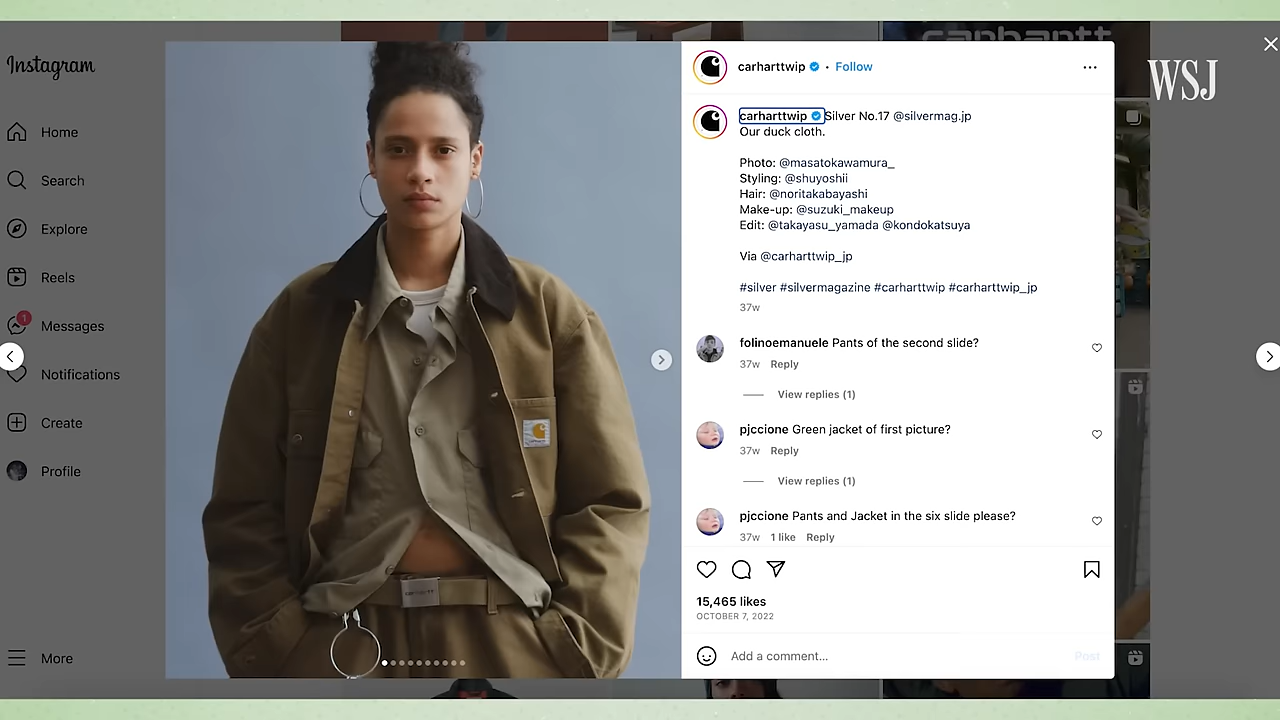 carhartt
Instagram
WSJ
Home
Search
Explore
Reels
1
Messages
Notifications
Create
Profile
More
carhartt
carharttwip • Follow
carharttwip Silver No.17 @silvermag.jp
Our duck cloth.
Photo: @masatokawamura_
Styling: @shuyoshii
Hair: @noritakabayashi
Make-up: @suzuki_makeup
Edit: @takayasu_yamada @kondokatsuya
Via @carharttwip_jp
#silver #silvermagazine #carharttwip #carharttwip_jp
37w
folinoemanuele Pants of the second slide?
37w Reply
View replies (1)
pjccione Green jacket of first picture?
37w Reply
View replies (1)
pjccione Pants and Jacket in the six slide please?
37w 1 like Reply
15,465 likes
OCTOBER 7, 2022
Add a comment...
Post